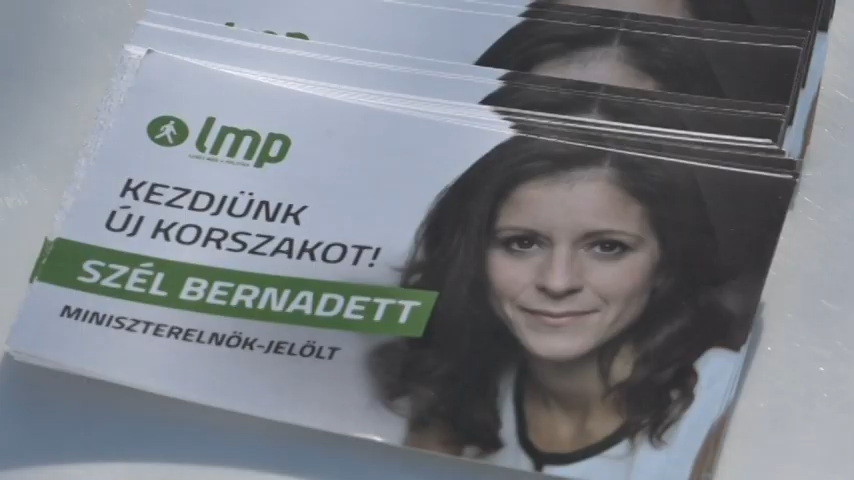 lmp
KEZDJÜNK
ÚJ KORSZAKOT!
SZÉL BERNADETT
MINISZTERELNÖK-JELÖLT